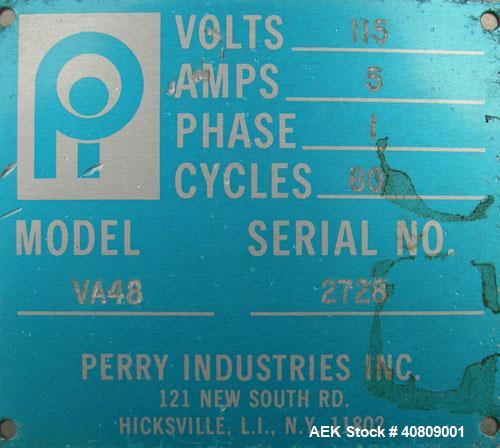 VOLTS 115
AMPS 5
PHASE 1
CYCLES 60
MODEL SERIAL NO.
VA48 2728
PERRY INDUSTRIES INC.
121 NEW SOUTH RD.
HICKSVILLE, L.I., N.Y. 11802
AEK Stock # 40809001